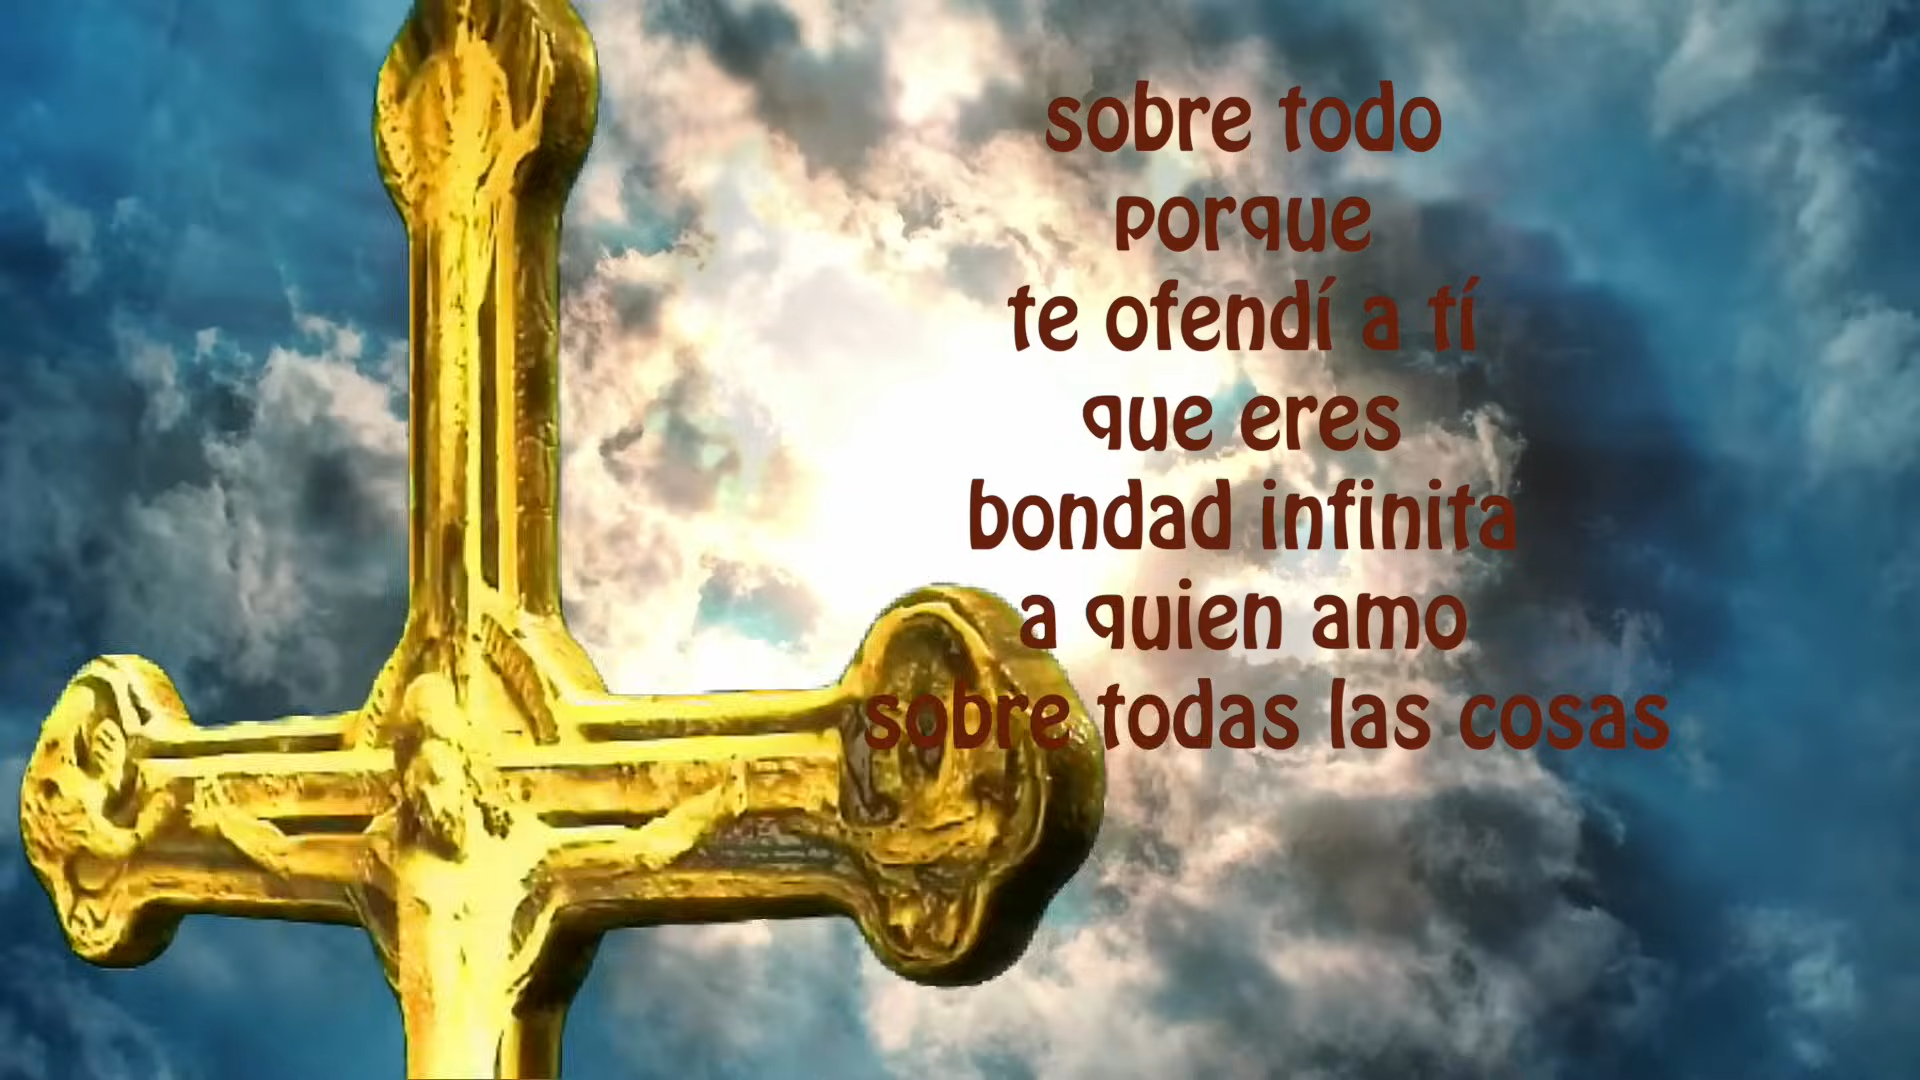 sobre todo
porque
te ofendí a tí
que eres
bondad infinita
a quien amo
sobre todas las cosas